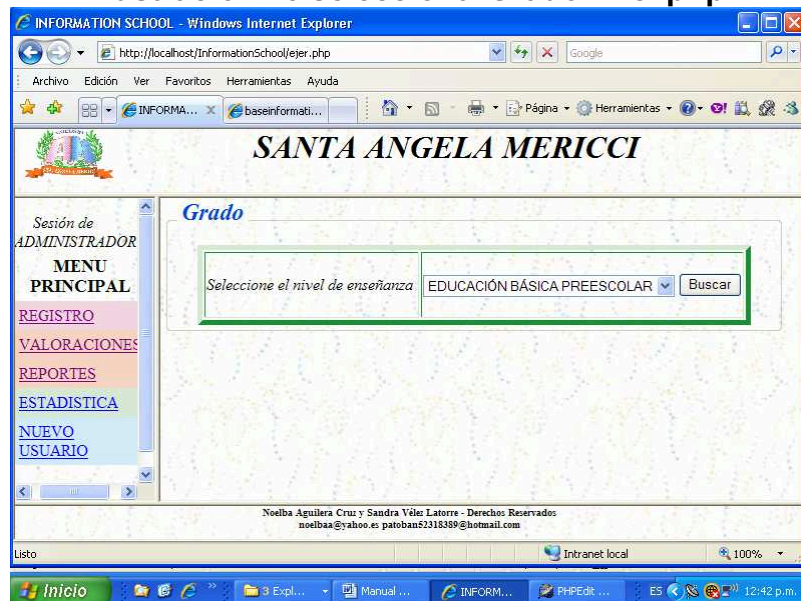 INFORMATION SCHOOL - Windows Internet Explorer
http://localhost/InformationSchool/ejer.php
Google
Archivo Edición Ver Favoritos Herramientas Ayuda
INFORMA... baseinformati... Página Herramientas
SANTA ANGELA MERICCI
Sesión de
ADMINISTRADOR
MENU
PRINCIPAL
REGISTRO
VALORACIONES
REPORTES
ESTADISTICA
NUEVO
USUARIO
Grado
Seleccione el nivel de enseñanza EDUCACIÓN BÁSICA PREESCOLAR Buscar
Noelba Aguilera Cruz y Sandra Vélez Latorre - Derechos Reservados
noelbaa@yahoo.es patoban52318389@hotmail.com
Listo Intranet local 100%
Inicio 3 Expl... Manual ... INFORM... PHPEdit ... ES 12:42 p.m.